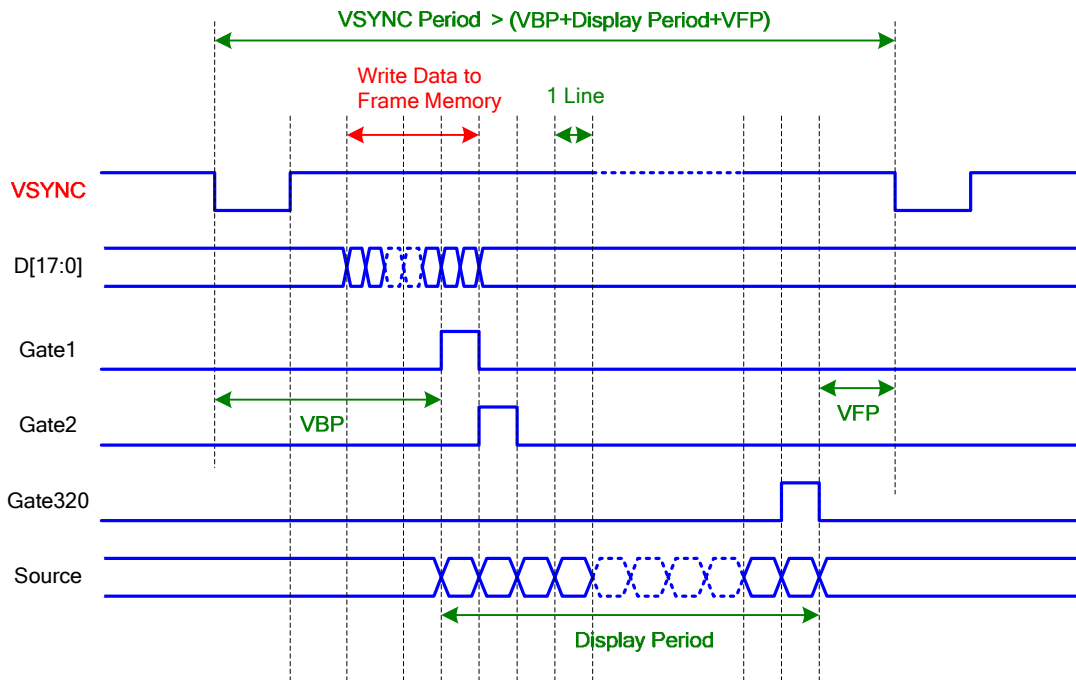 VSYNC Period > (VBP+Display Period+VFP)
Write Data to
Frame Memory
1 Line
VSYNC
D[17:0]
Gate1
VBP
VFP
Gate2
Gate320
Source
Display Period